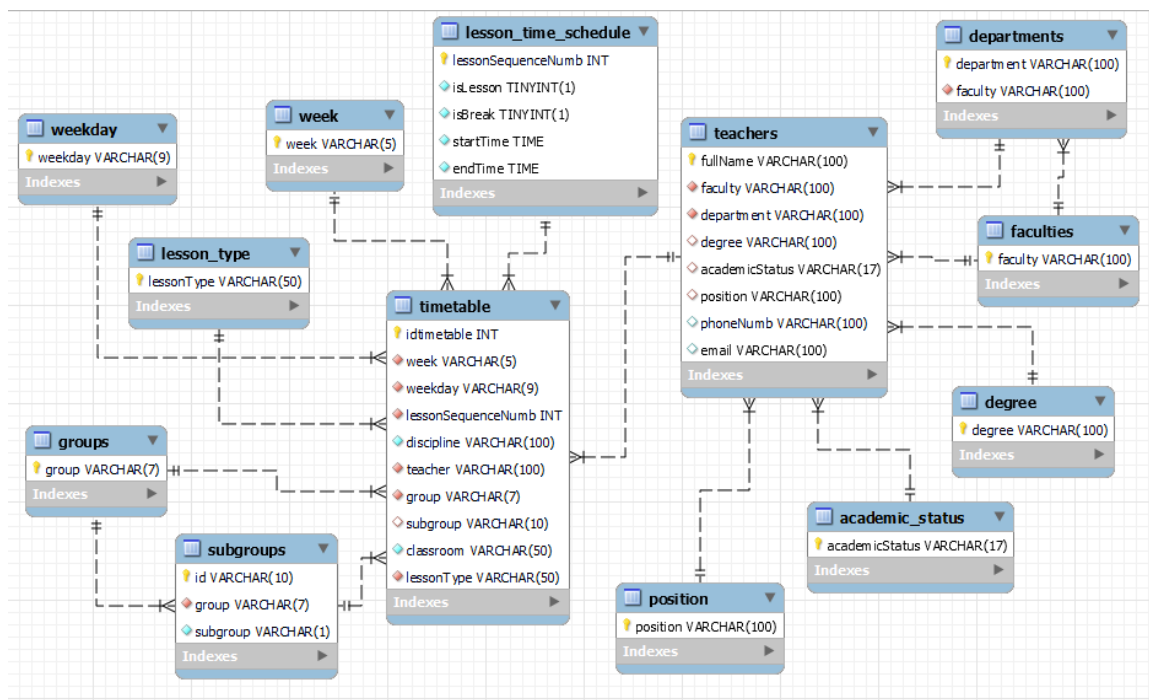 lesson_time_schedule
lessonSequenceNumb INT
isLesson TINYINT(1)
isBreak TINYINT(1)
startTime TIME
endTime TIME
departments
department VARCHAR(100)
faculty VARCHAR(100)
Indexes
week
week VARCHAR(5)
Indexes
weekday
weekday VARCHAR(9)
Indexes
Indexes
teachers
fullName VARCHAR(100)
faculty VARCHAR(100)
department VARCHAR(100)
degree VARCHAR(100)
academicStatus VARCHAR(17)
position VARCHAR(100)
phoneNumb VARCHAR(100)
email VARCHAR(100)
Indexes
faculties
faculty VARCHAR(100)
Indexes
lesson_type
lessonType VARCHAR(50)
Indexes
timetable
idtimetable INT
week VARCHAR(5)
weekday VARCHAR(9)
lessonSequenceNumb INT
discipline VARCHAR(100)
teacher VARCHAR(100)
group VARCHAR(7)
subgroup VARCHAR(10)
classroom VARCHAR(50)
lessonType VARCHAR(50)
Indexes
degree
degree VARCHAR(100)
Indexes
groups
group VARCHAR(7)
Indexes
academic_status
academicStatus VARCHAR(17)
Indexes
subgroups
id VARCHAR(10)
group VARCHAR(7)
subgroup VARCHAR(1)
Indexes
position
position VARCHAR(100)
Indexes